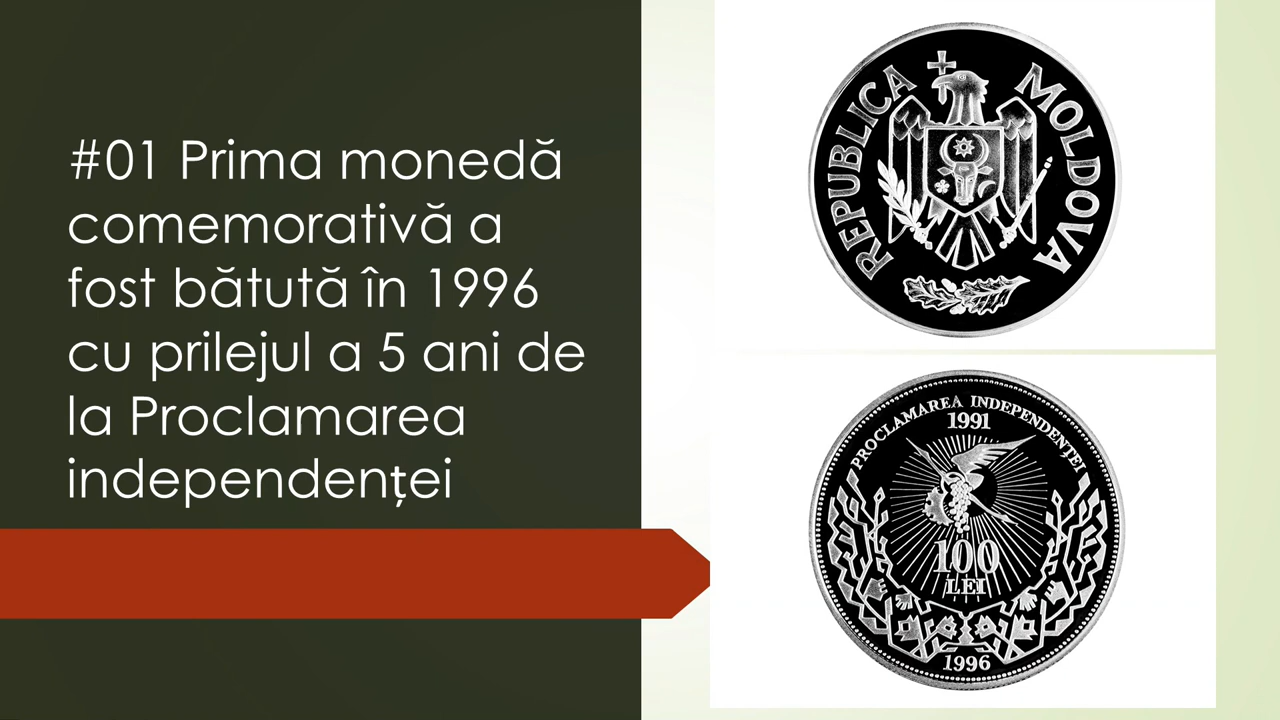 #01 Prima monedă
comemorativă a
fost bătută în 1996
cu prilejul a 5 ani de
la Proclamarea
independenței
REPUBLICA MOLDOVA
PROCLAMAREA INDEPENDENȚEI
1991
100
LEI
1996